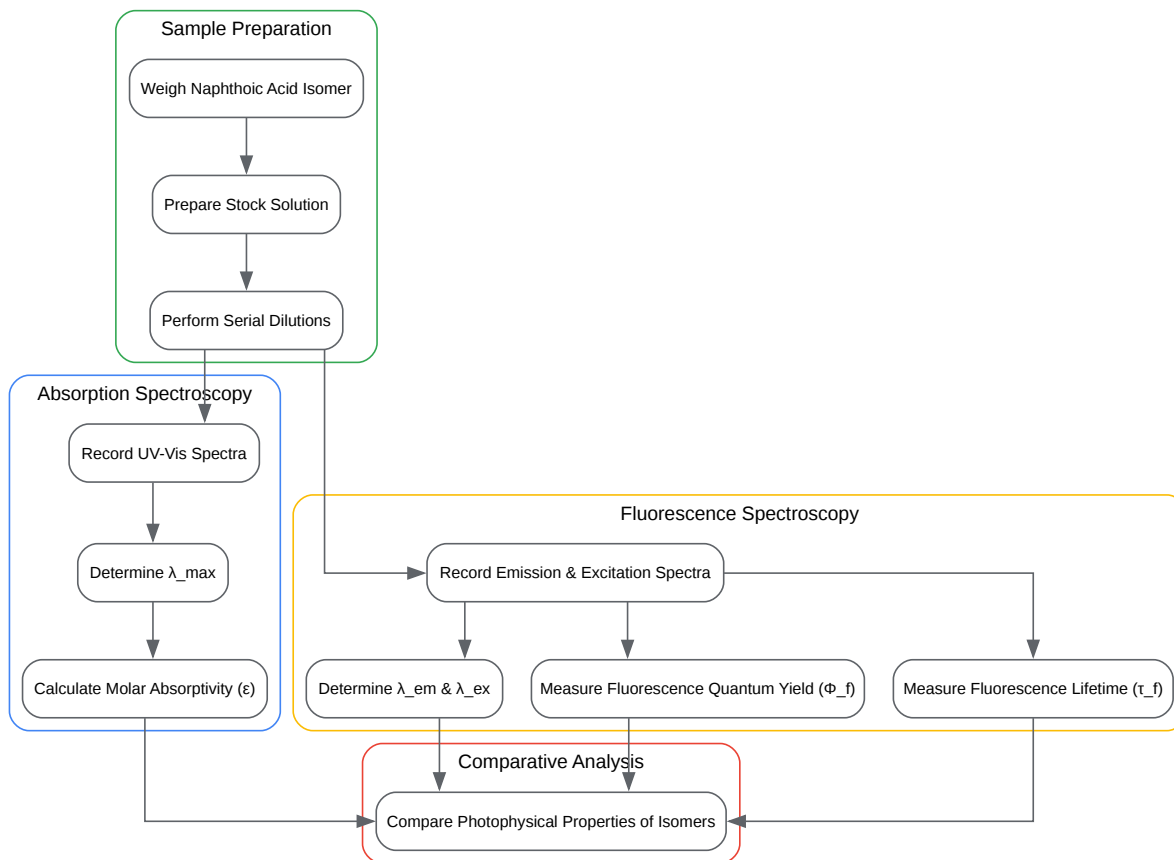 Sample Preparation
Weigh Naphthoic Acid Isomer
Prepare Stock Solution
Perform Serial Dilutions
Absorption Spectroscopy
Record UV-Vis Spectra
Determine λ_max
Calculate Molar Absorptivity (ε)
Fluorescence Spectroscopy
Record Emission & Excitation Spectra
Determine λ_em & λ_ex
Measure Fluorescence Quantum Yield (Φ_f)
Measure Fluorescence Lifetime (τ_f)
Comparative Analysis
Compare Photophysical Properties of Isomers